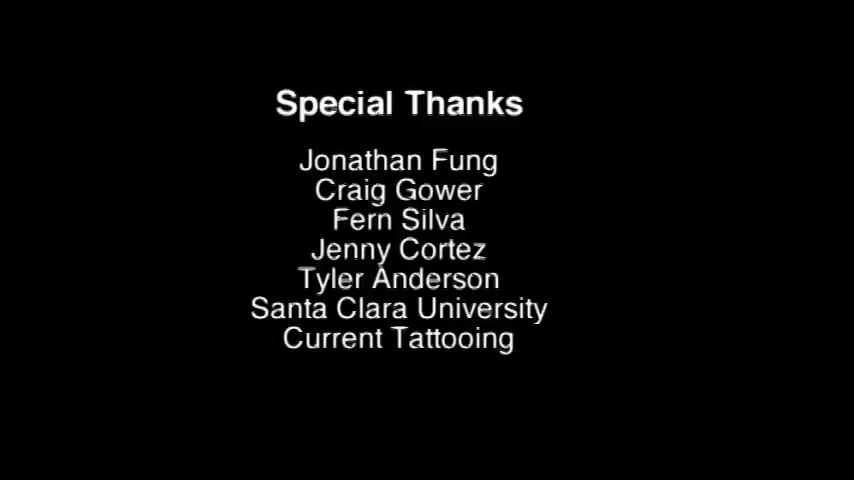 Special Thanks
Jonathan Fung
Craig Gower
Fern Silva
Jenny Cortez
Tyler Anderson
Santa Clara University
Current Tattooing